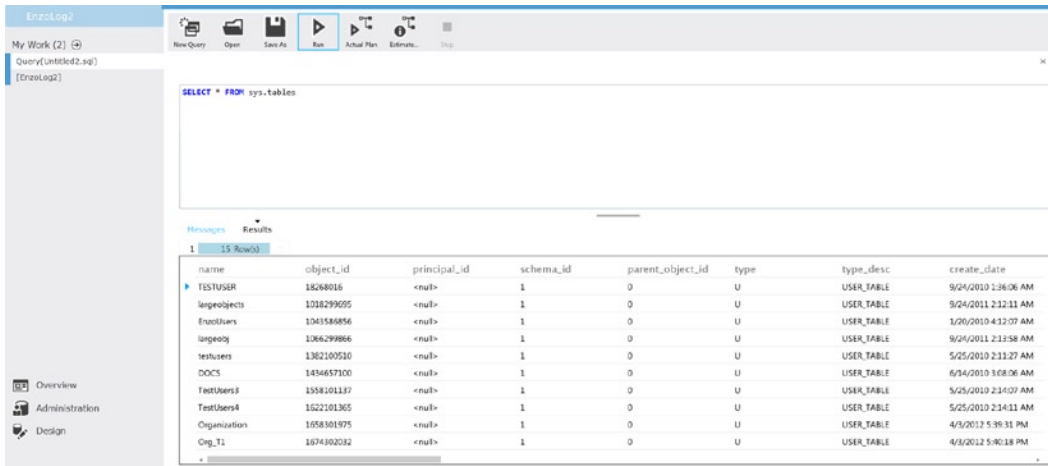 EnzoLog2
My Work (2)
Query(Untitled2.sql)
[EnzoLog2]
New Query Open Save As Run Actual Plan Estimate... Stop
SELECT * FROM sys.tables
Messages Results
1 15 Row(s)
name object_id principal_id schema_id parent_object_id type type_desc create_date
TESTUSER 18268016 <null> 1 0 U USER_TABLE 9/24/2010 1:36:06 AM
largeobjects 1018299695 <null> 1 0 U USER_TABLE 9/24/2011 2:12:11 AM
EnzoUsers 1043586856 <null> 1 0 U USER_TABLE 1/20/2010 4:12:07 AM
largeobj 1066299866 <null> 1 0 U USER_TABLE 9/24/2011 2:13:58 AM
testusers 1382100510 <null> 1 0 U USER_TABLE 5/25/2010 2:11:27 AM
DOCS 1434657100 <null> 1 0 U USER_TABLE 6/14/2010 3:08:06 AM
TestUsers3 1558101137 <null> 1 0 U USER_TABLE 5/25/2010 2:14:07 AM
TestUsers4 1622101365 <null> 1 0 U USER_TABLE 5/25/2010 2:14:11 AM
Organization 1658301975 <null> 1 0 U USER_TABLE 4/3/2012 5:39:31 PM
Org_T1 1674302032 <null> 1 0 U USER_TABLE 4/3/2012 5:40:18 PM
Overview
Administration
Design